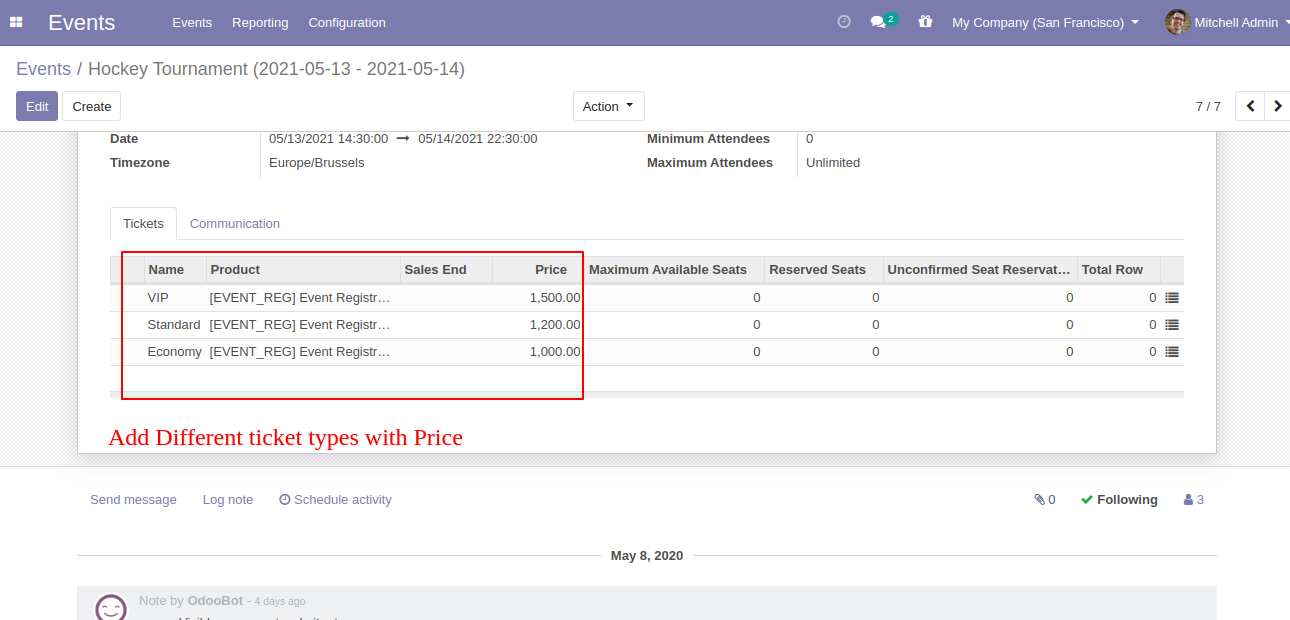 Events Events Reporting Configuration 2 My Company (San Francisco) Mitchell Admin
Events / Hockey Tournament (2021-05-13 - 2021-05-14)
Edit Create Action 7 / 7
Date 05/13/2021 14:30:00 05/14/2021 22:30:00 Minimum Attendees 0
Timezone Europe/Brussels Maximum Attendees Unlimited
Tickets Communication
Name Product Sales End Price Maximum Available Seats Reserved Seats Unconfirmed Seat Reservat… Total Row
VIP [EVENT_REG] Event Registr… 1,500.00 0 0 0 0
Standard [EVENT_REG] Event Registr… 1,200.00 0 0 0 0
Economy [EVENT_REG] Event Registr… 1,000.00 0 0 0 0
Add Different ticket types with Price
Send message Log note Schedule activity 0 Following 3
May 8, 2020
Note by OdooBot - 4 days ago